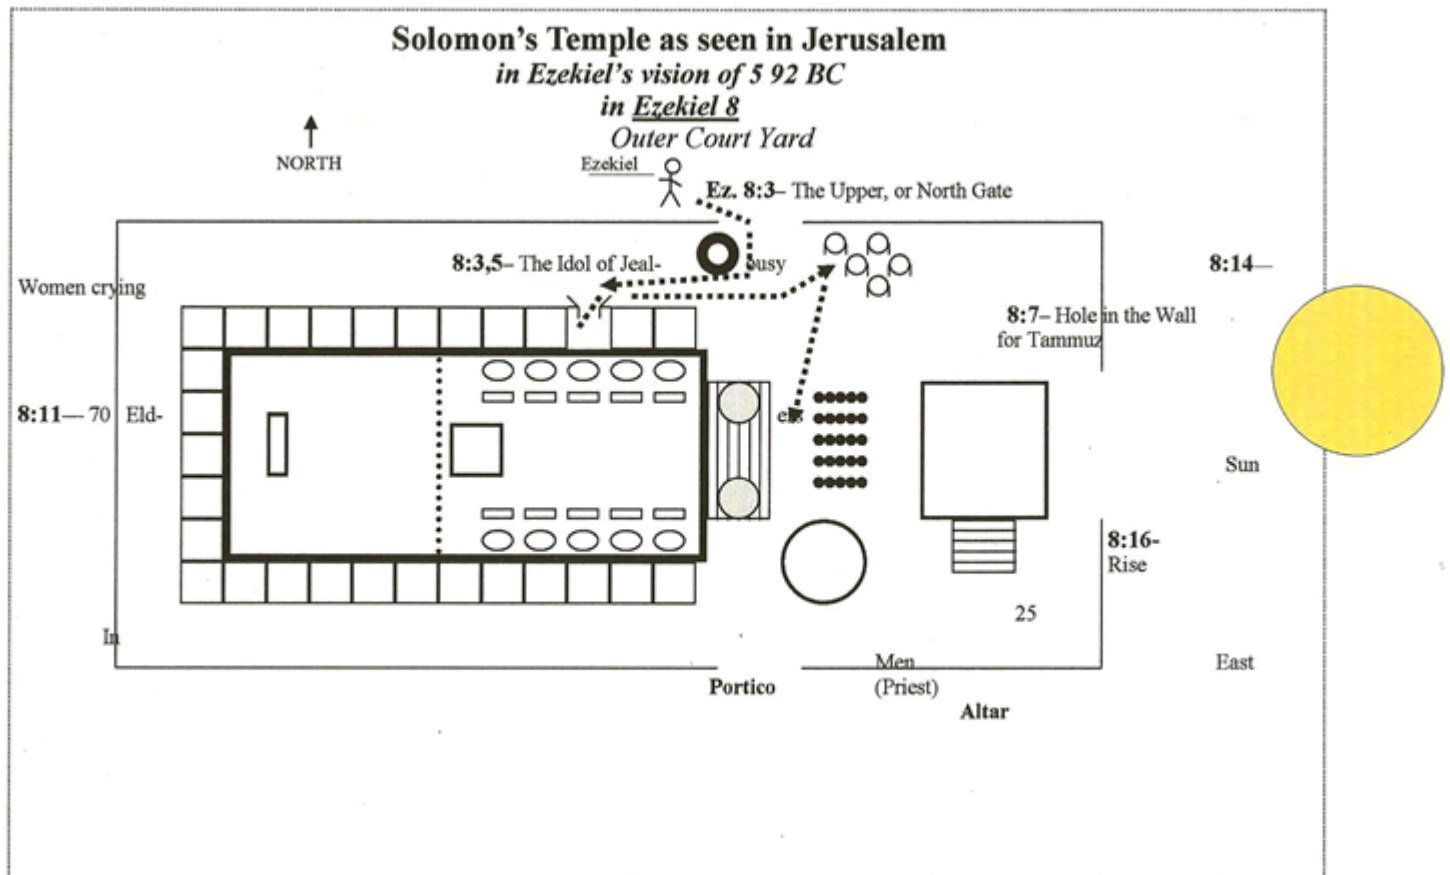 Solomon's Temple as seen in Jerusalem
in Ezekiel's vision of 5 92 BC
in Ezekiel 8
Outer Court Yard
NORTH
Ezekiel
Ez. 8:3– The Upper, or North Gate
8:3,5– The Idol of Jeal- ousy
8:14—
Women crying
8:7– Hole in the Wall
for Tammuz
8:11— 70 Eld- ers
Sun
8:16-
Rise
25
In
Men
East
Portico
(Priest)
Altar